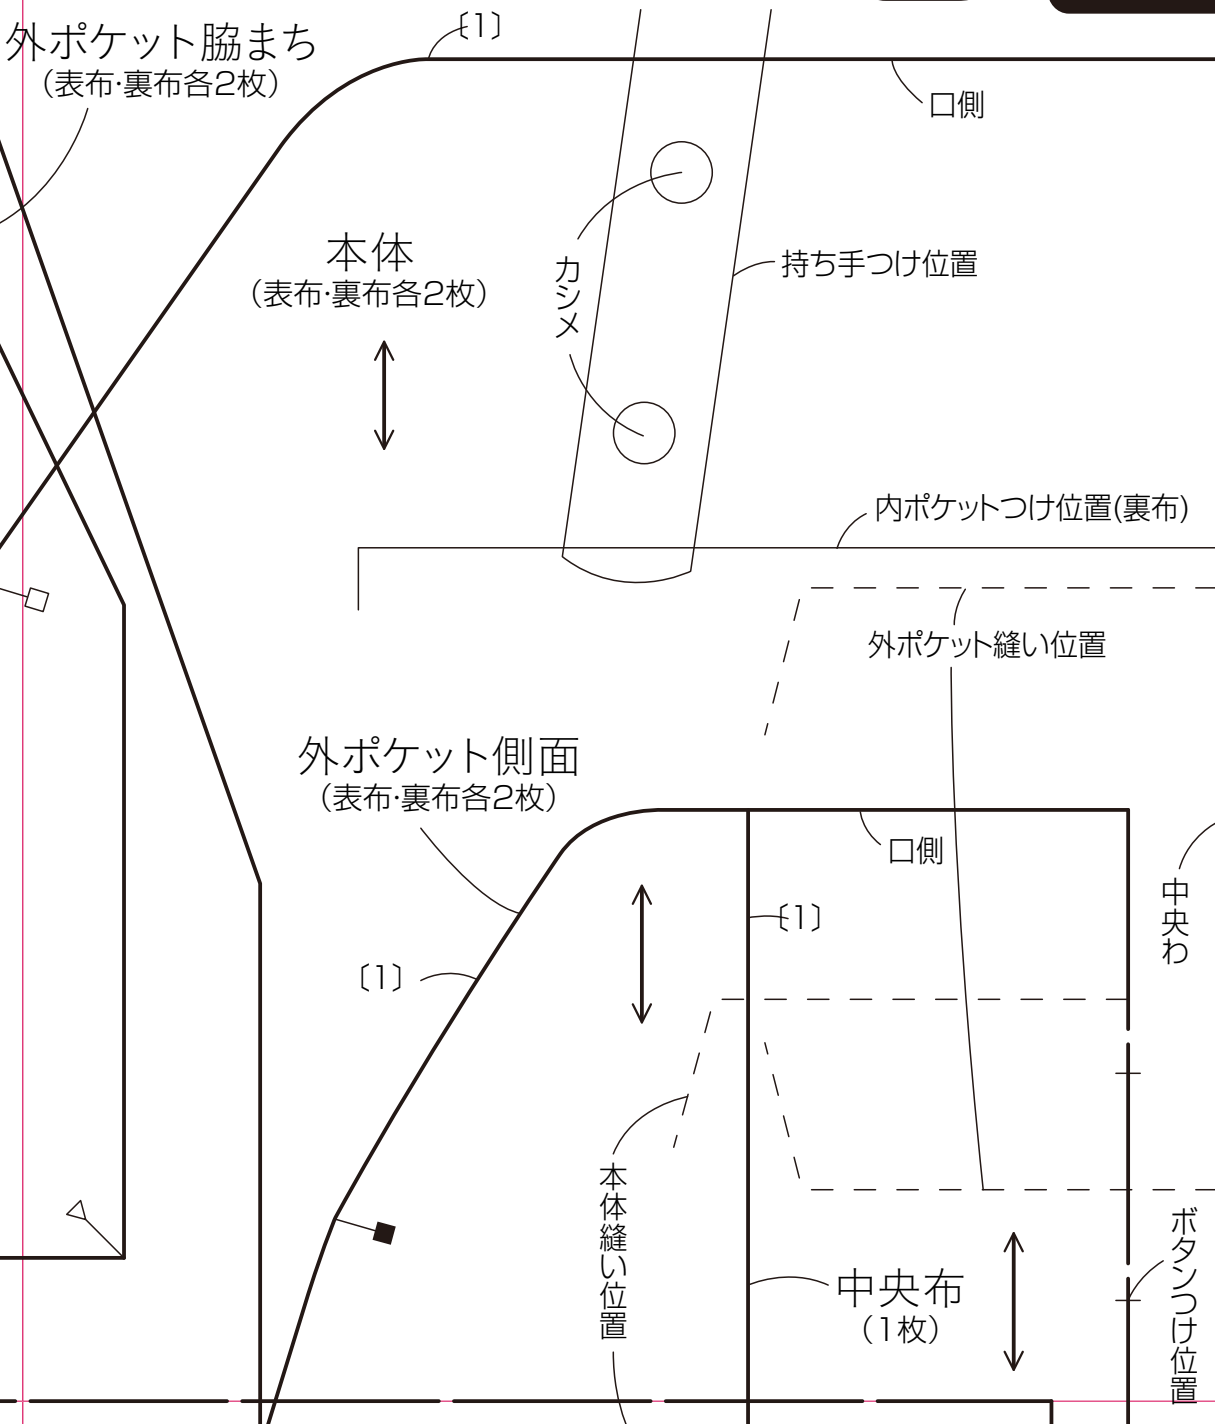 〔1〕
外ポケット脇まち
（表布･裏布各2枚）
口側
本体
（表布･裏布各2枚）
カシメ
持ち手つけ位置
内ポケットつけ位置(裏布)
外ポケット縫い位置
外ポケット側面
（表布･裏布各2枚）
口側
中央わ
〔1〕
〔1〕
本体縫い位置
ボタンつけ位置
中央布
（1枚）